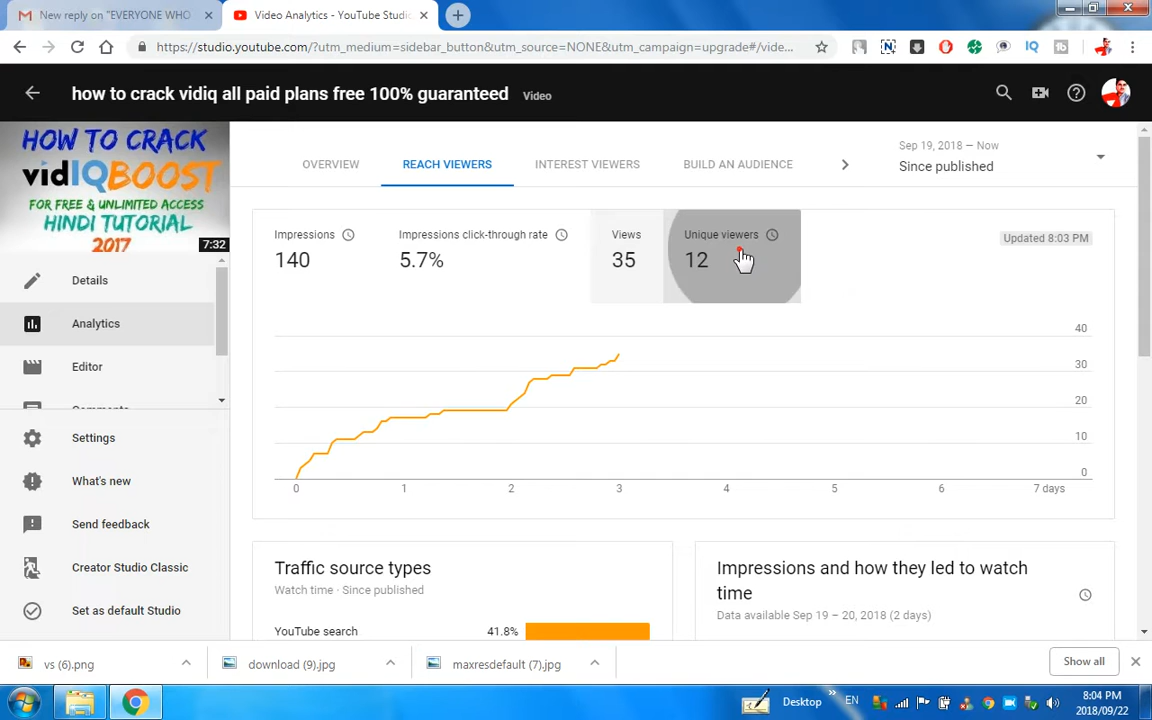 New reply on "EVERYONE WHO
Video Analytics - YouTube Studio
https://studio.youtube.com/?utm_medium=sidebar_button&utm_source=NONE&utm_campaign=upgrade#/vide...
how to crack vidiq all paid plans free 100% guaranteed Video
HOW TO CRACK
vidIQBOOST
FOR FREE & UNLIMITED ACCESS
HINDI TUTORIAL
2017
7:32
Details
Analytics
Editor
Comments
Settings
What's new
Send feedback
Creator Studio Classic
Set as default Studio
OVERVIEW REACH VIEWERS INTEREST VIEWERS BUILD AN AUDIENCE
Sep 19, 2018 — Now
Since published
Impressions Impressions click-through rate Views Unique viewers
140 5.7% 35 12
Updated 8:03 PM
40
30
20
10
0
0 1 2 3 4 5 6 7 days
Traffic source types
Watch time · Since published
YouTube search 41.8%
Impressions and how they led to watch
time
Data available Sep 19 – 20, 2018 (2 days)
vs (6).png download (9).jpg maxresdefault (7).jpg Show all
Desktop EN 8:04 PM
2018/09/22